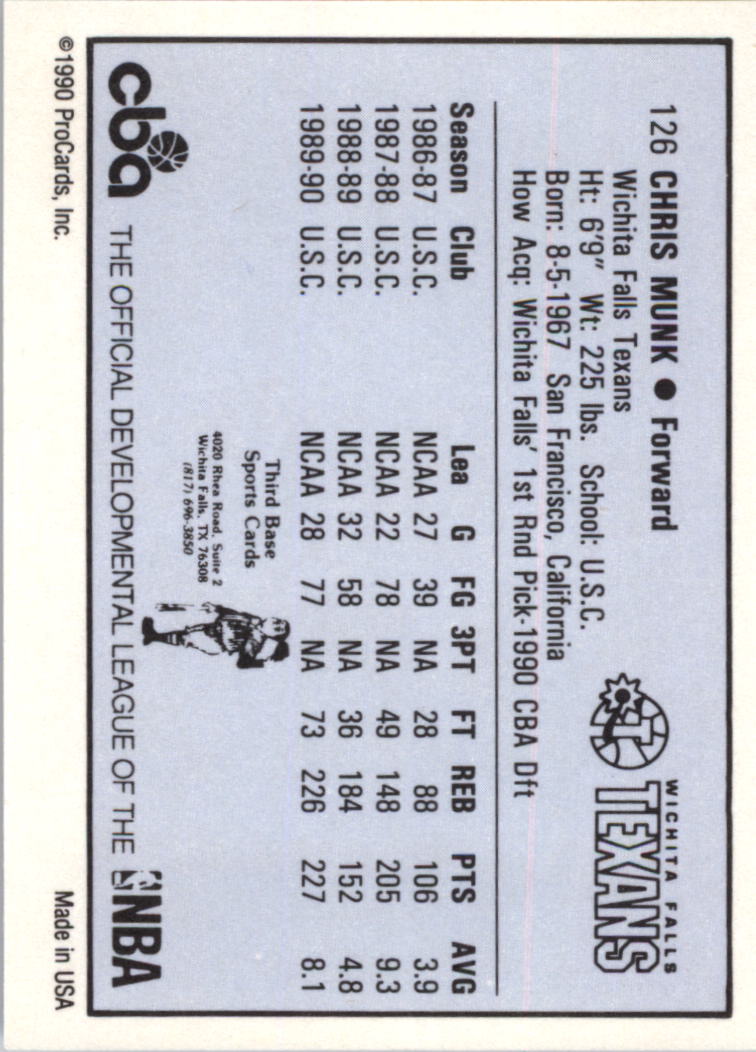 126 CHRIS MUNK ● Forward
Wichita Falls Texans
Ht: 6'9" Wt: 225 lbs. School: U.S.C.
Born: 8-5-1967 San Francisco, California
How Acq: Wichita Falls' 1st Rnd Pick-1990 CBA Dft
WICHITA FALLS
TEXANS
Season Club Lea G FG 3PT FT REB PTS AVG
1986-87 U.S.C. NCAA 27 39 NA 28 88 106 3.9
1987-88 U.S.C. NCAA 22 78 NA 49 148 205 9.3
1988-89 U.S.C. NCAA 32 58 NA 36 184 152 4.8
1989-90 U.S.C. NCAA 28 77 NA 73 226 227 8.1
Third Base
Sports Cards
4020 Rhea Road, Suite 2
Wichita Falls, TX 76308
(817) 696-3850
cba THE OFFICIAL DEVELOPMENTAL LEAGUE OF THE NBA
©1990 ProCards, Inc. Made in USA